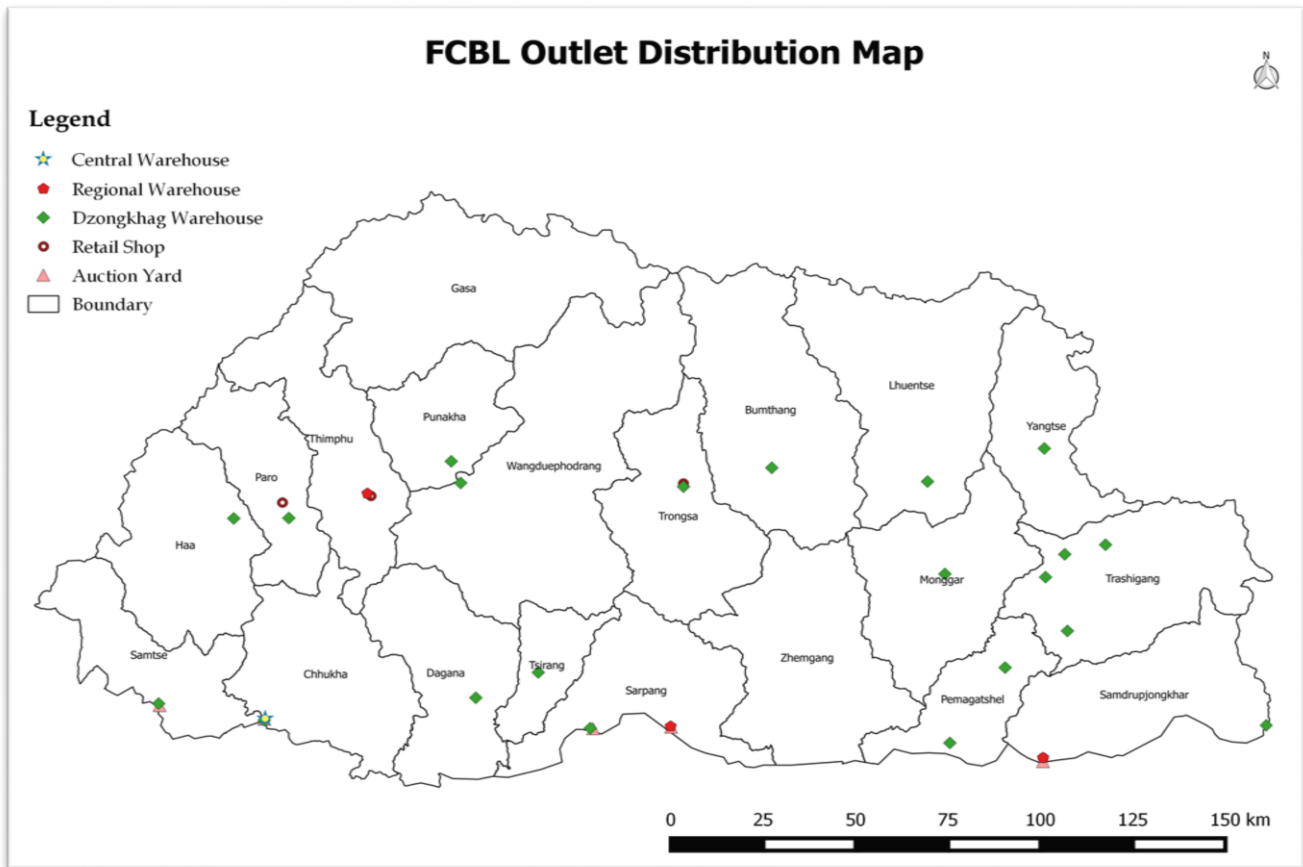 FCBL Outlet Distribution Map
N
Legend
Central Warehouse
Regional Warehouse
Dzongkhag Warehouse
Retail Shop
Auction Yard
Boundary
Gasa
Lhuentse
Bumthang
Punakha
Yangtse
Thimphu
Wangduephodrang
Paro
Trongsa
Haa
Monggar
Trashigang
Samtse
Zhemgang
Tsirang
Chhukha
Dagana
Sarpang
Samdrupjongkhar
Pemagatshel
0 25 50 75 100 125 150 km